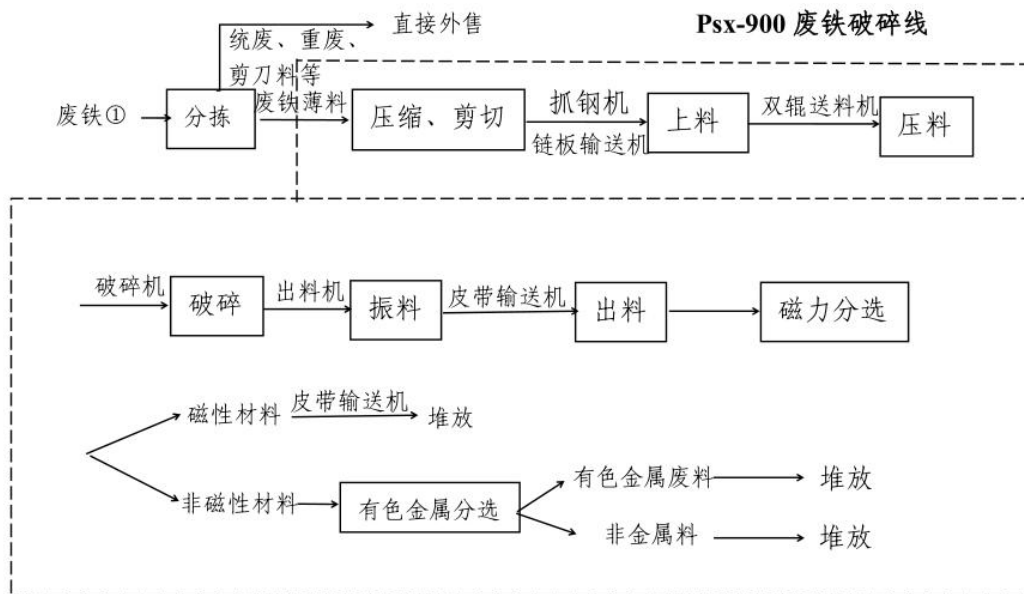 Psx-900 废铁破碎线
直接外售
统废、重废、
剪刀料等
废铁①
分拣
废铁薄料
压缩、剪切
抓钢机
链板输送机
上料
双辊送料机
压料
破碎机
破碎
出料机
振料
皮带输送机
出料
磁力分选
磁性材料
皮带输送机
堆放
非磁性材料
有色金属分选
有色金属废料
堆放
非金属料
堆放